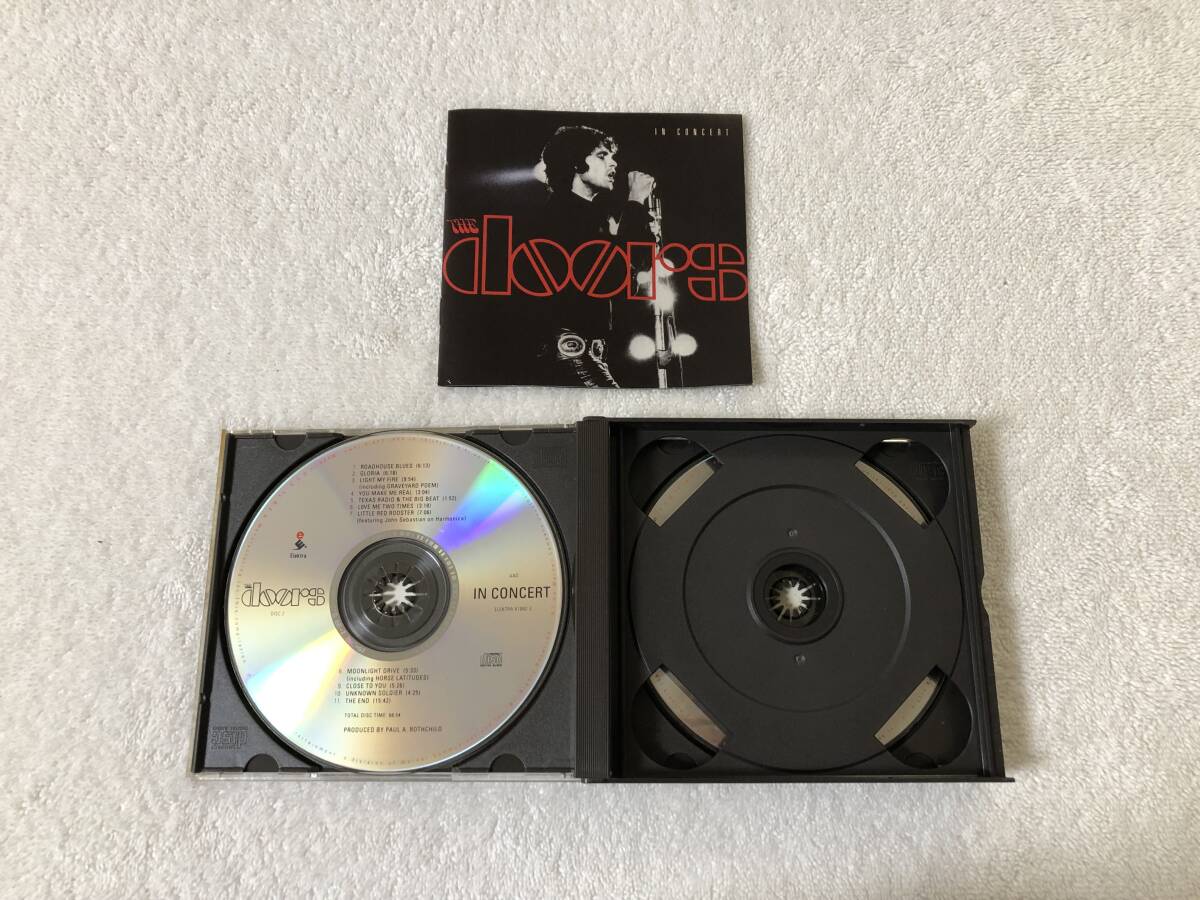 IN CONCERT
THE
doors
1. ROADHOUSE BLUES (6:13)
2. GLORIA (6:18)
3. LIGHT MY FIRE (9:54)
(including GRAVEYARD POEM)
4. YOU MAKE ME REAL (3:04)
5. TEXAS RADIO & THE BIG BEAT (1:52)
6. LOVE ME TWO TIMES (3:18)
7. LITTLE RED ROOSTER (7:06)
(featuring John Sebastian on Harmonica)
Elektra
THE
doors
DISC 2
IN CONCERT
8. MOONLIGHT DRIVE (5:30)
(including HORSE LATITUDES)
9. CLOSE TO YOU (5:26)
10. UNKNOWN SOLDIER (4:25)
11. THE END (15:42)
TOTAL DISC TIME
PRODUCED BY PAUL A. ROTHCHILD